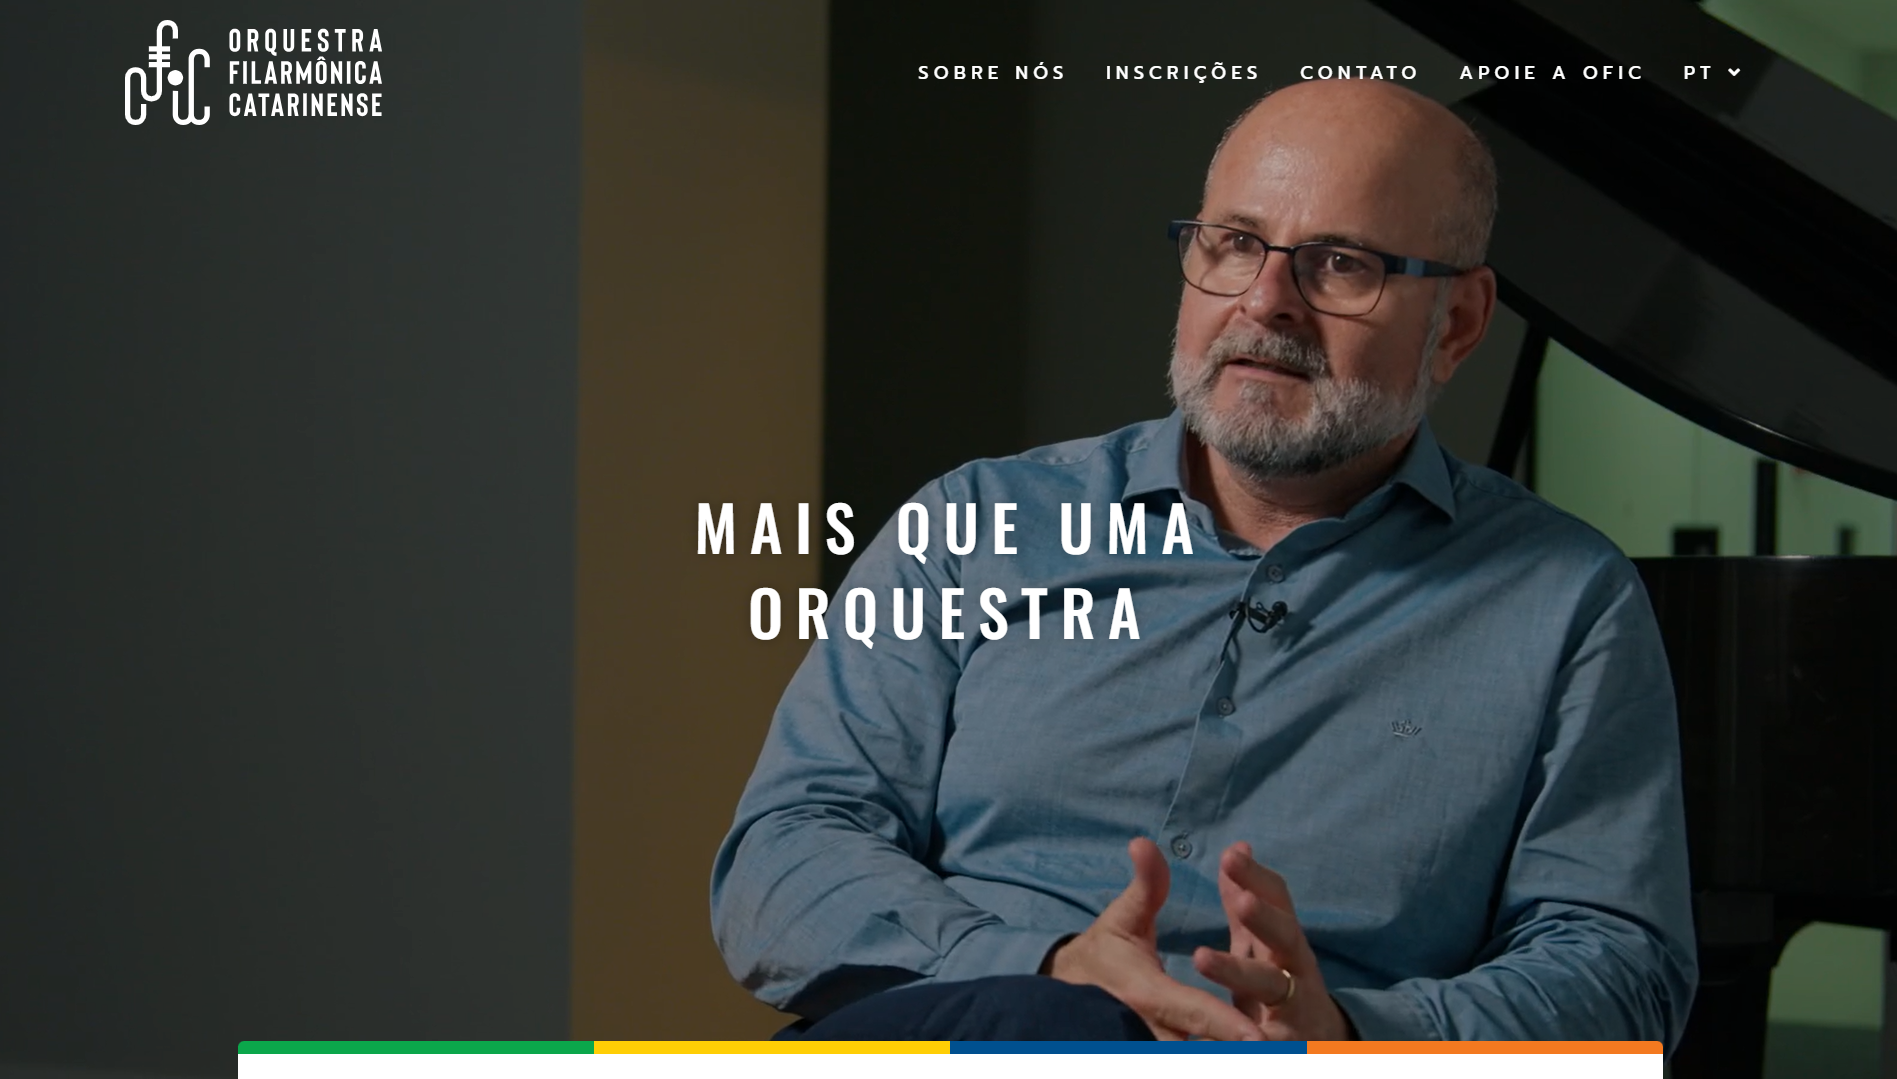 ORQUESTRA
FILARMÔNICA
CATARINENSE
SOBRE NÓS INSCRIÇÕES CONTATO APOIE A OFIC PT
MAIS QUE UMA
ORQUESTRA